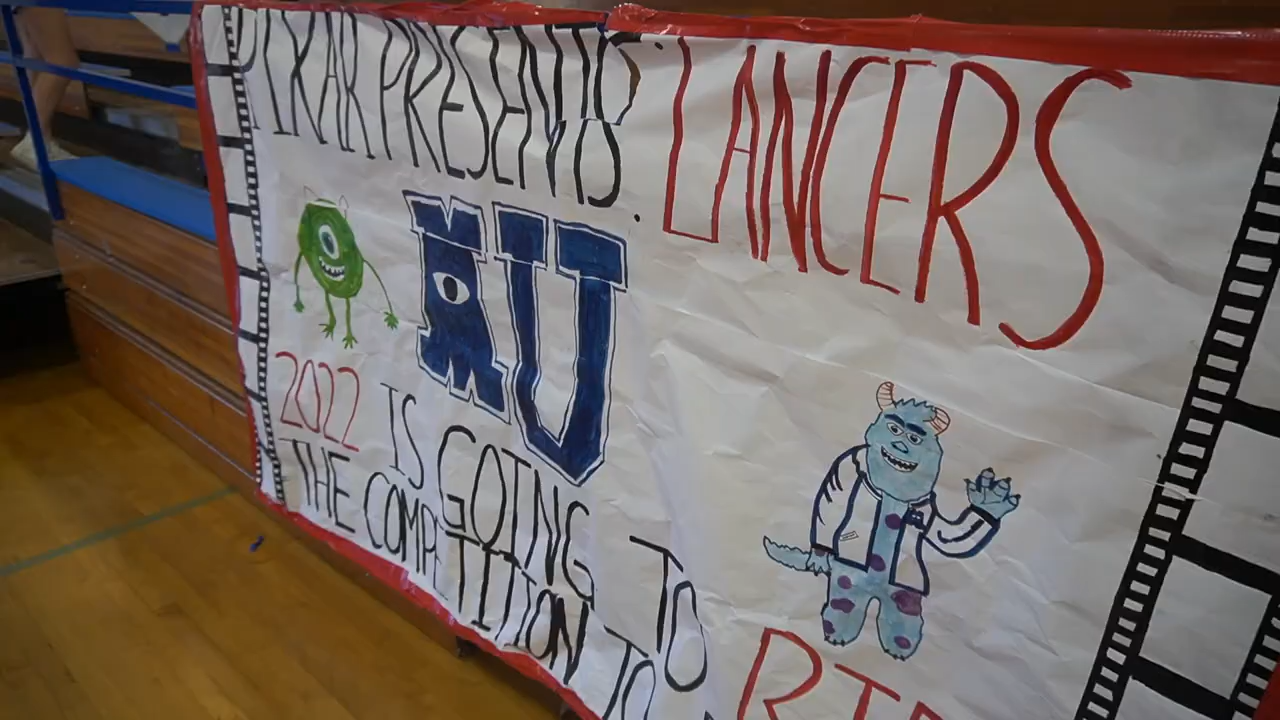 PIXAR PRESENTS: LANCERS
MU
2022 IS GOING TO
THE COMPETITION TO